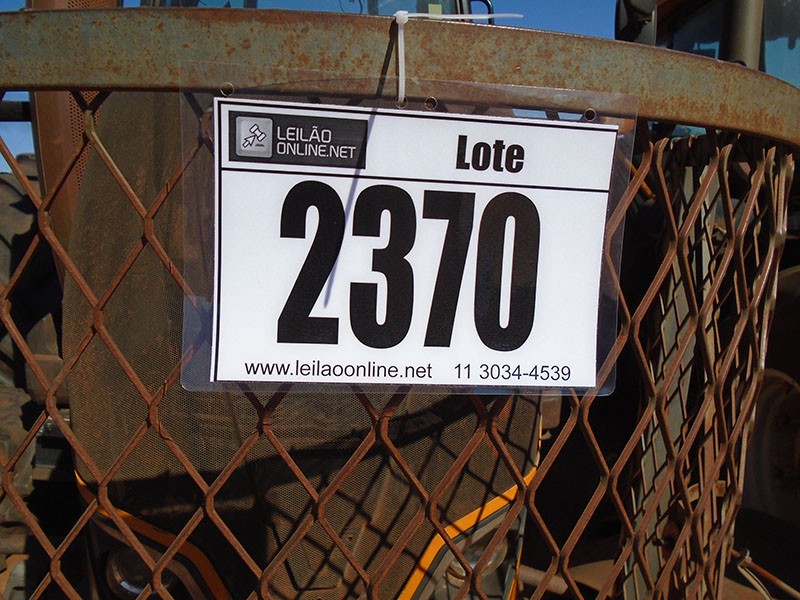 LEILÃO
ONLINE.NET
Lote
2370
www.leilaoonline.net 11 3034-4539